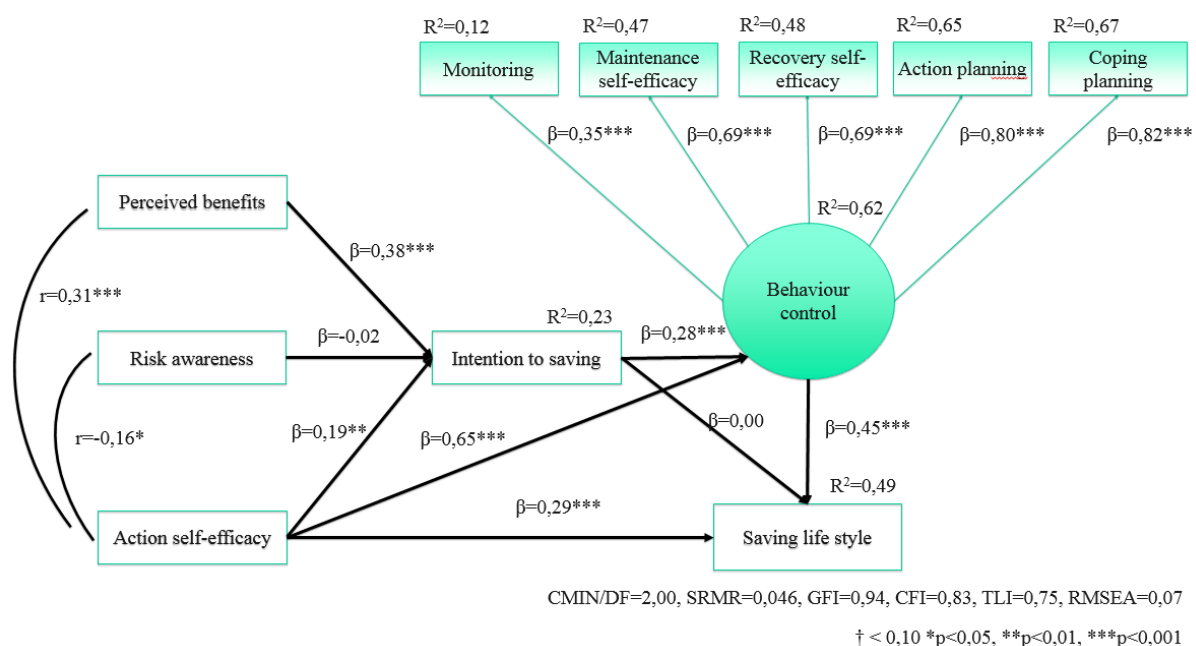 R²=0,12
R²=0,47
R²=0,48
R²=0,65
R²=0,67
Monitoring
Maintenance
self-efficacy
Recovery self-
efficacy
Action planning
Coping
planning
β=0,35***
β=0,69***
β=0,69***
β=0,80***
β=0,82***
R²=0,62
Perceived benefits
β=0,38***
r=0,31***
Behaviour
control
R²=0,23
Risk awareness
β=-0,02
Intention to saving
β=0,28***
r=-0,16*
β=0,19**
β=0,65***
β=0,00
β=0,45***
R²=0,49
β=0,29***
Action self-efficacy
Saving life style
CMIN/DF=2,00, SRMR=0,046, GFI=0,94, CFI=0,83, TLI=0,75, RMSEA=0,07
† < 0,10 *p<0,05, **p<0,01, ***p<0,001